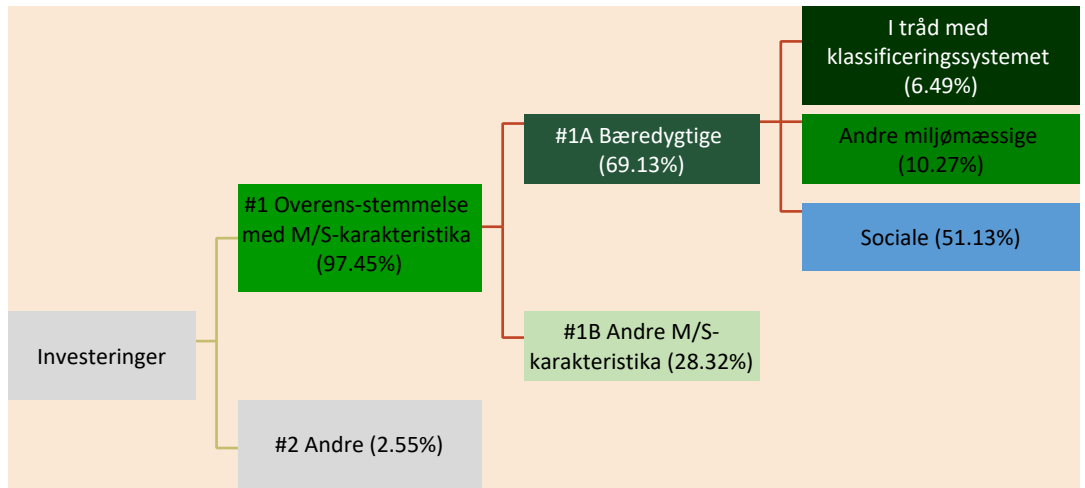 Investeringer
#1 Overens-stemmelse
med M/S-karakteristika
(97.45%)
#2 Andre (2.55%)
#1A Bæredygtige
(69.13%)
#1B Andre M/S-
karakteristika (28.32%)
I tråd med
klassificeringssystemet
(6.49%)
Andre miljømæssige
(10.27%)
Sociale (51.13%)